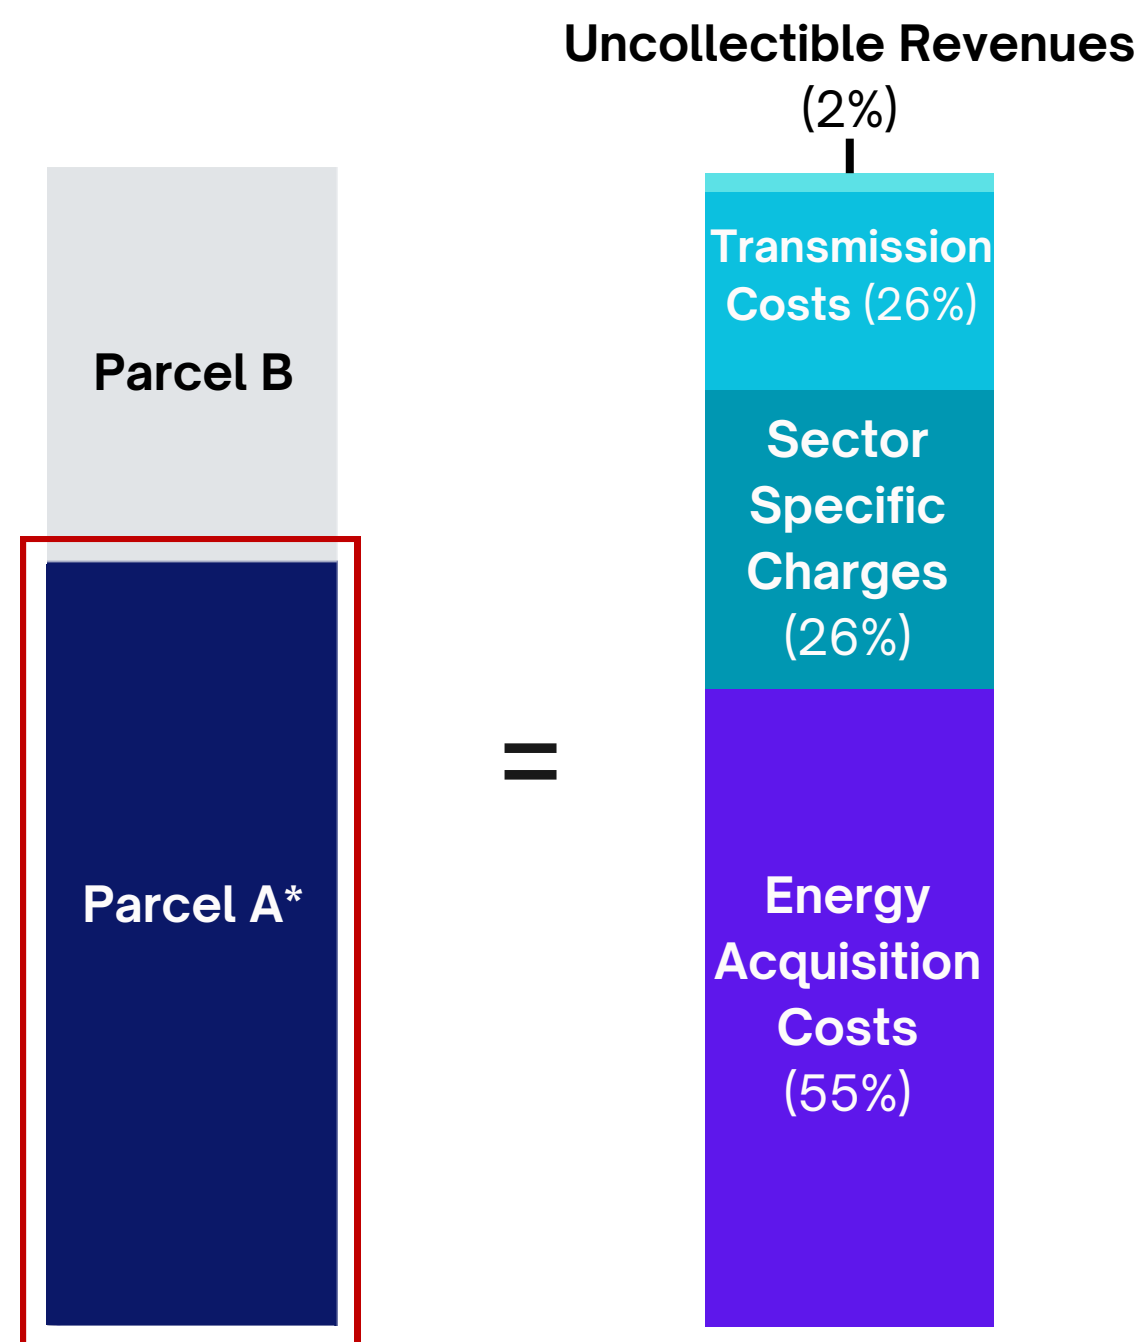 Uncollectible Revenues
(2%)
Transmission
Costs (26%)
Parcel B
Sector
Specific
Charges
(26%)
=
Parcel A*
Energy
Acquisition
Costs
(55%)